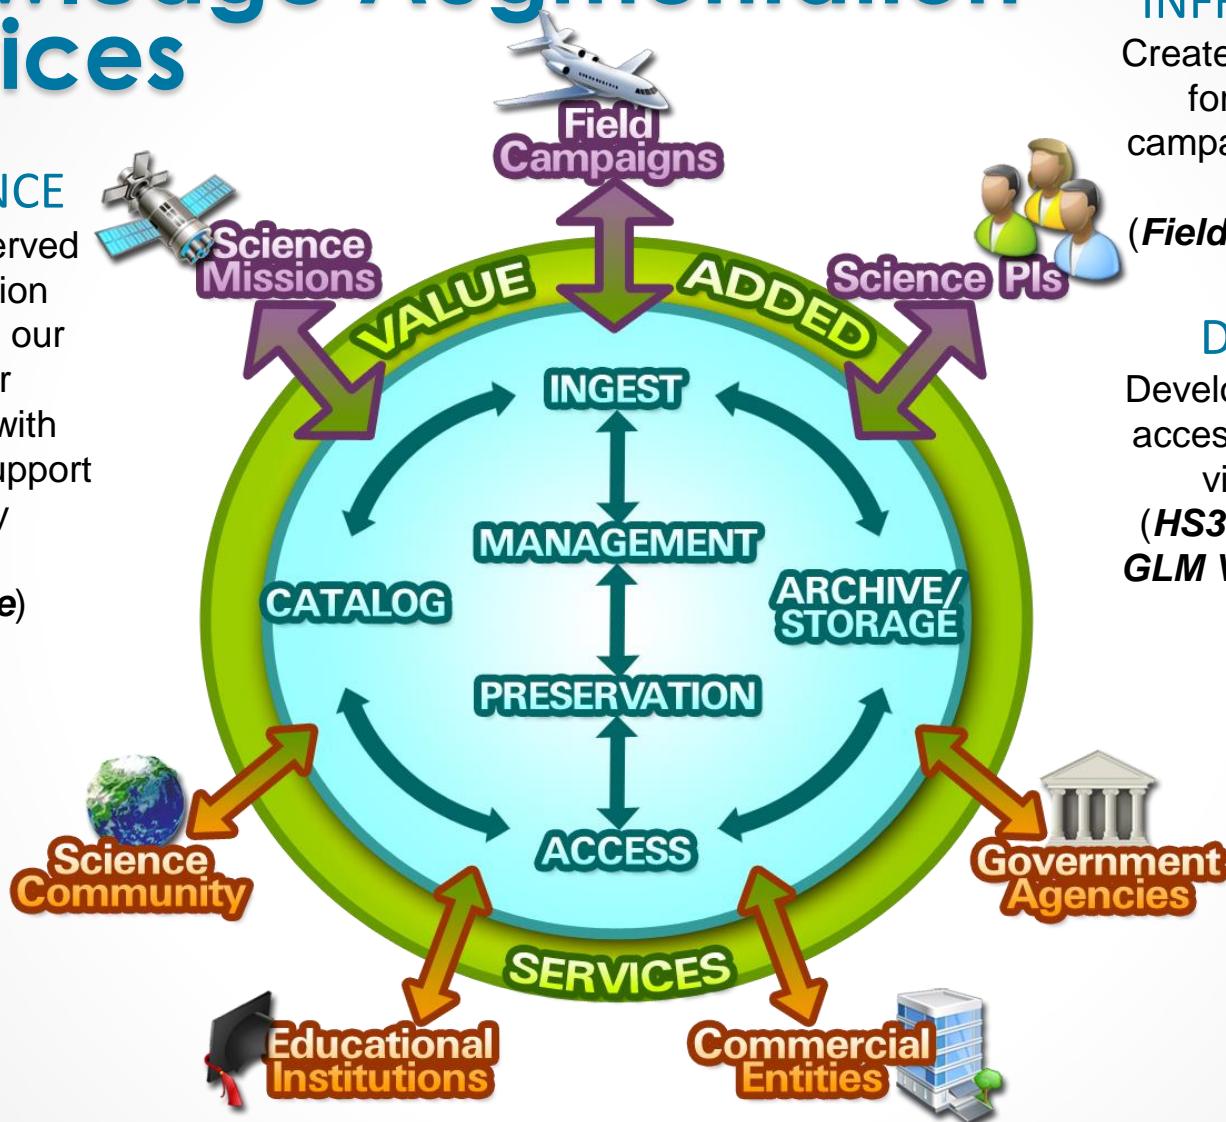 ices
Field
Campaigns
Create
for
campa
(Field
NCE
erved
ion
our
r
with
upport
y
e)
Science
Missions
Science PIs
D
Develo
acces
vi
(HS3
GLM V
VALUE ADDED
INGEST
MANAGEMENT
CATALOG
ARCHIVE/
STORAGE
PRESERVATION
ACCESS
SERVICES
Science
Community
Government
Agencies
Educational
Institutions
Commercial
Entities